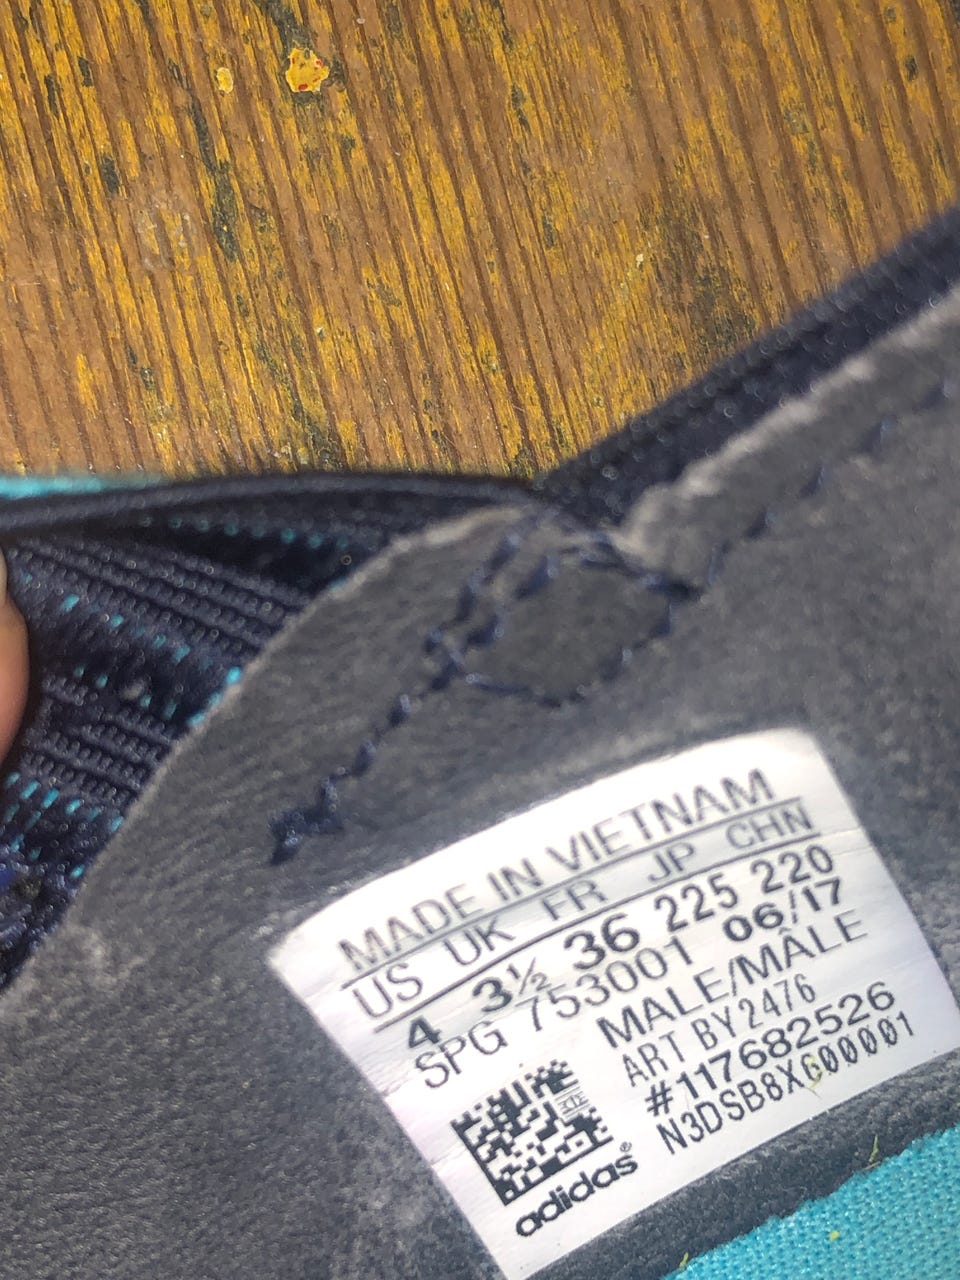 MADE IN VIETNAM
US UK FR JP CHN
4 3½ 36 225 220
SPG 753001 06/17
MALE/MÂLE
ART BY2476
#117682526
N3DSB8XG00001
adidas®